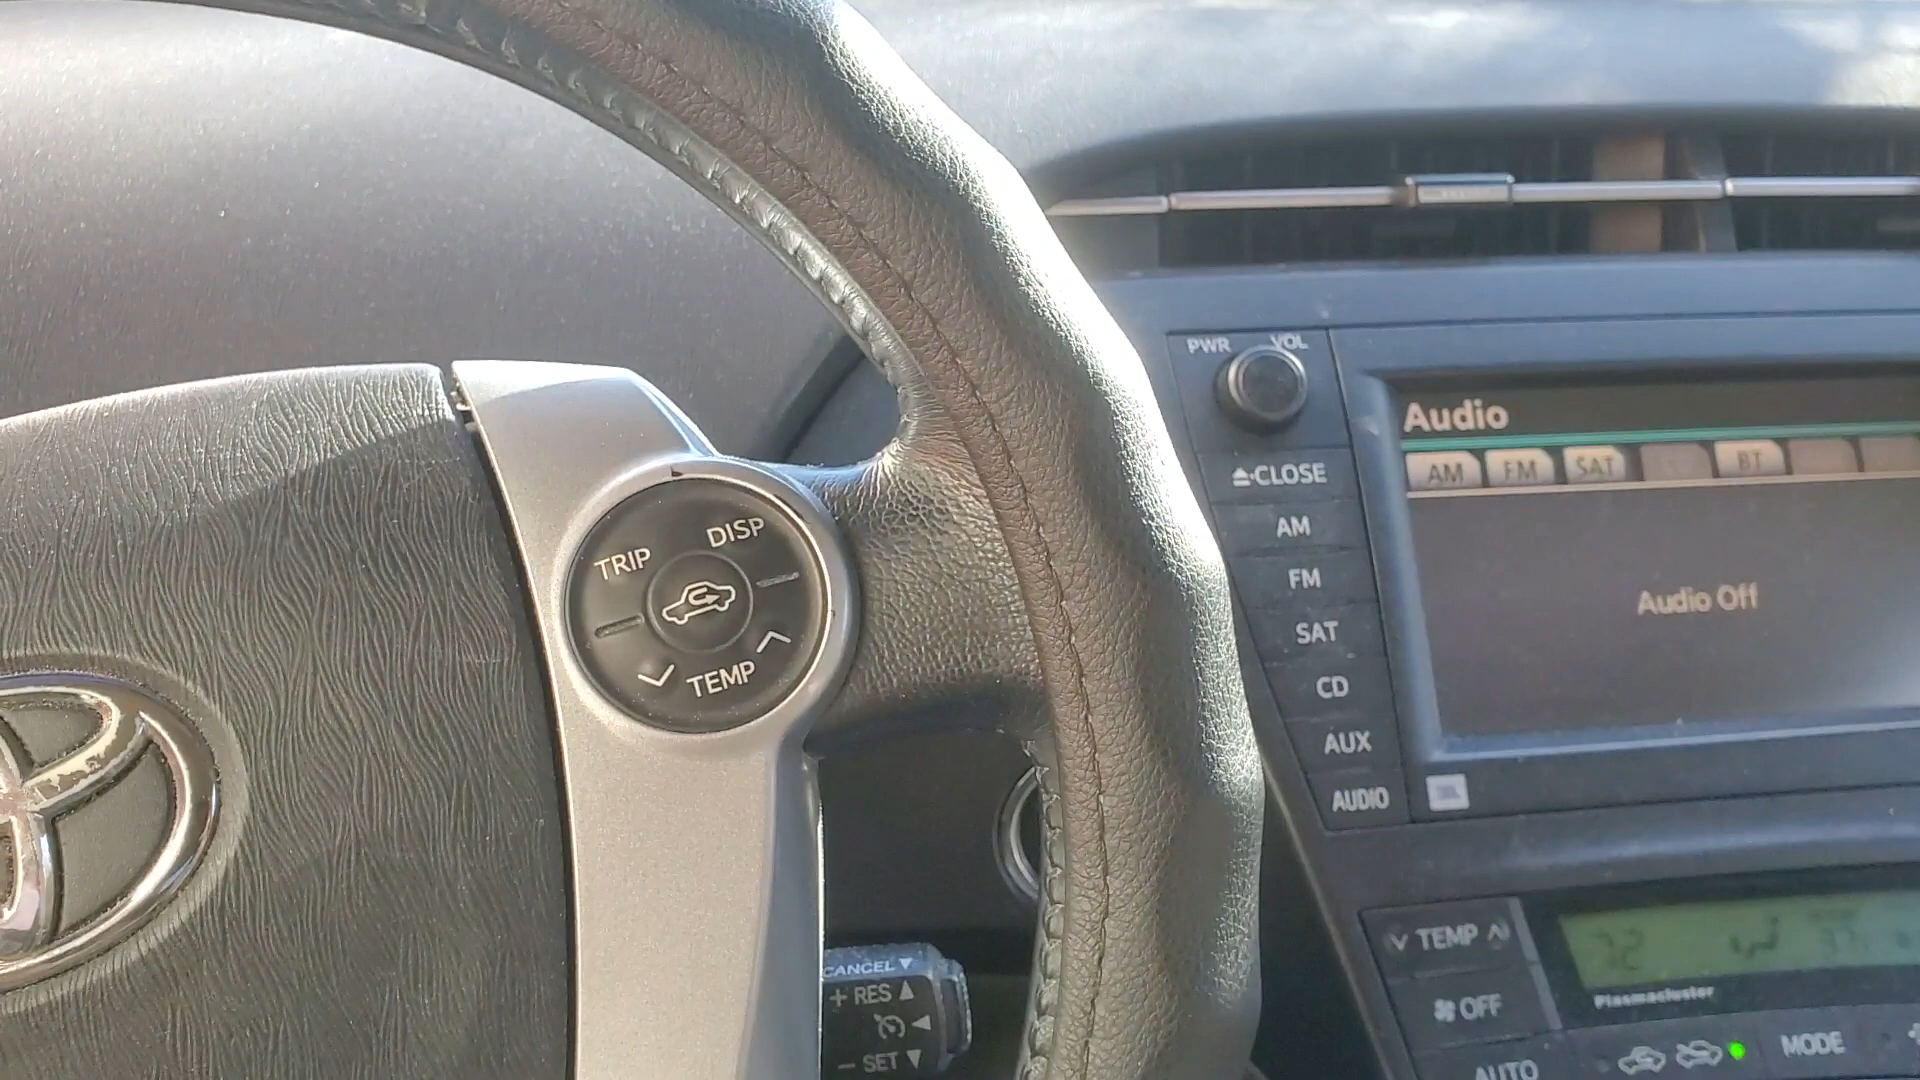 PWR VOL
CLOSE
AM
FM
SAT
CD
AUX
AUDIO
Audio
AM FM SAT BT
Audio Off
TRIP DISP
TEMP
CANCEL
+ RES
- SET
TEMP
72
OFF
Plasmacluster
AUTO
MODE